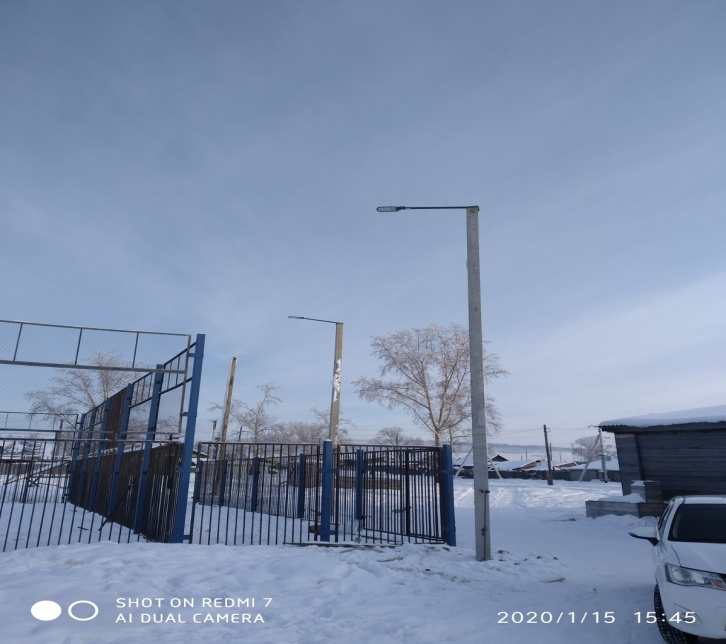 SHOT ON REDMI 7
AI DUAL CAMERA
2020/1/15 15:45